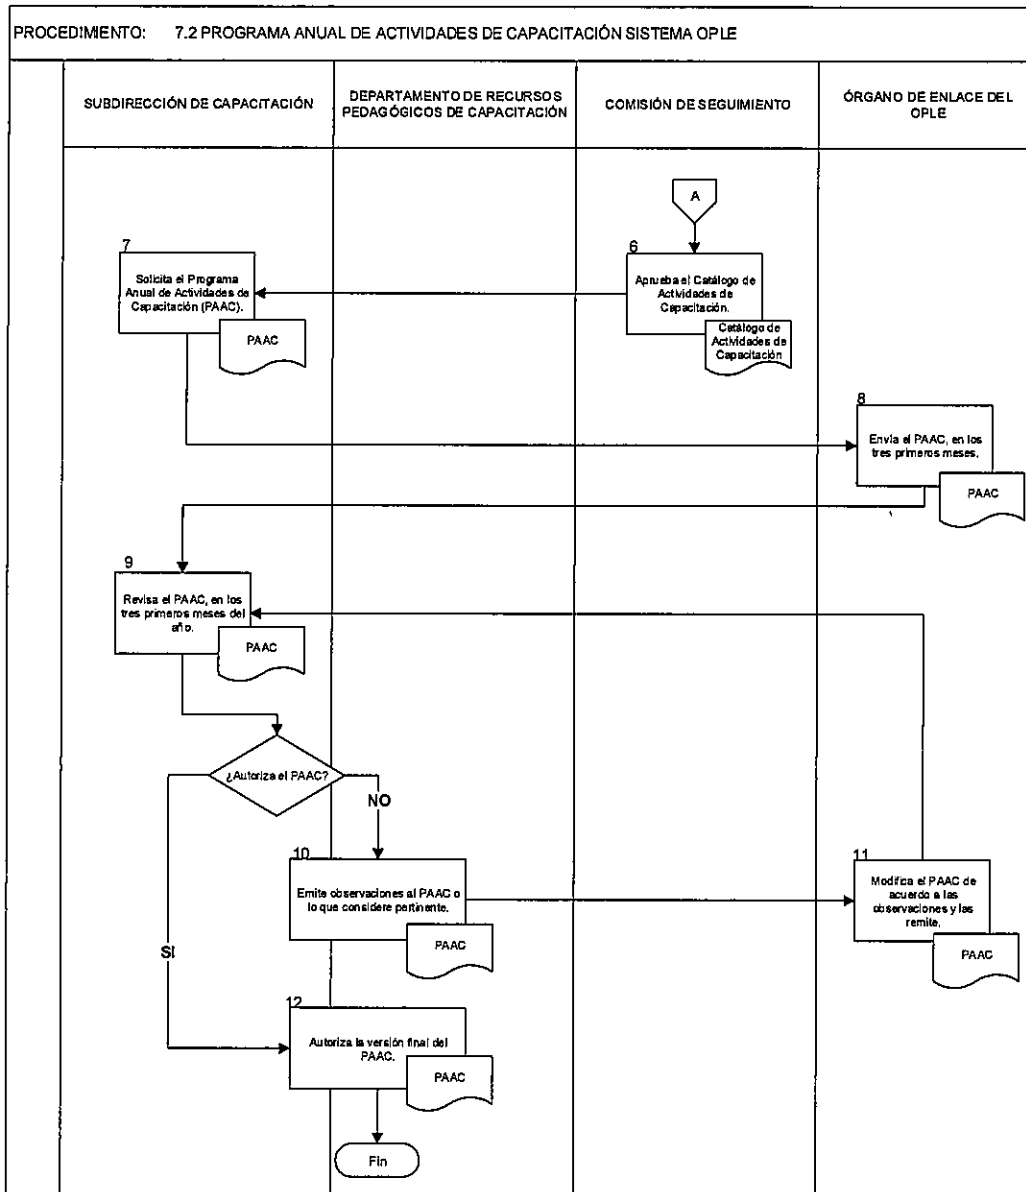 PROCEDIMIENTO: 7.2 PROGRAMA ANUAL DE ACTIVIDADES DE CAPACITACIÓN SISTEMA OPLE
SUBDIRECCIÓN DE CAPACITACIÓN
DEPARTAMENTO DE RECURSOS
PEDAGÓGICOS DE CAPACITACIÓN
COMISIÓN DE SEGUIMIENTO
ÓRGANO DE ENLACE DEL
OPLE
A
6
Aprueba el Catálogo de
Actividades de
Capacitación.
Catálogo de
Actividades de
Capacitación
7
Solicita el Programa
Anual de Actividades de
Capacitación (PAAC).
PAAC
8
Envía el PAAC, en los
tres primeros meses.
PAAC
9
Revisa el PAAC, en los
tres primeros meses del
año.
PAAC
¿Autoriza el PAAC?
NO
SI
10
Emite observaciones al PAAC o
lo que considere pertinente.
PAAC
11
Modifica el PAAC de
acuerdo a las
observaciones y las
remite.
PAAC
12
Autoriza la versión final del
PAAC.
PAAC
Fin